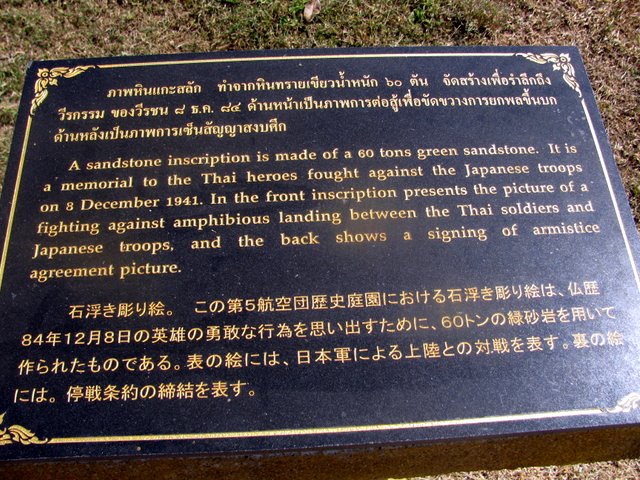 ภาพหินแกะสลัก ทำจากหินทรายเขียวน้ำหนัก ๖๐ ตัน จัดสร้างเพื่อรำลึกถึง
วีรกรรม ของวีรชน ๘ ธ.ค. ๘๔ ด้านหน้าเป็นภาพการต่อสู้เพื่อขัดขวางการยกพลขึ้นบก
ด้านหลังเป็นภาพการเซ็นสัญญาสงบศึก
A sandstone inscription is made of a 60 tons green sandstone. It is
a memorial to the Thai heroes fought against the Japanese troops
on 8 December 1941. In the front inscription presents the picture of a
fighting against amphibious landing between the Thai soldiers and
Japanese troops, and the back shows a signing of armistice
agreement picture.
石浮き彫り絵。 この第5航空団歴史庭園における石浮き彫り絵は、仏歴
84年12月8日の英雄の勇敢な行為を思い出すために、60トンの緑砂岩を用いて
作られたものである。表の絵には、日本軍による上陸との対戦を表す。裏の絵
には。停戦条約の締結を表す。